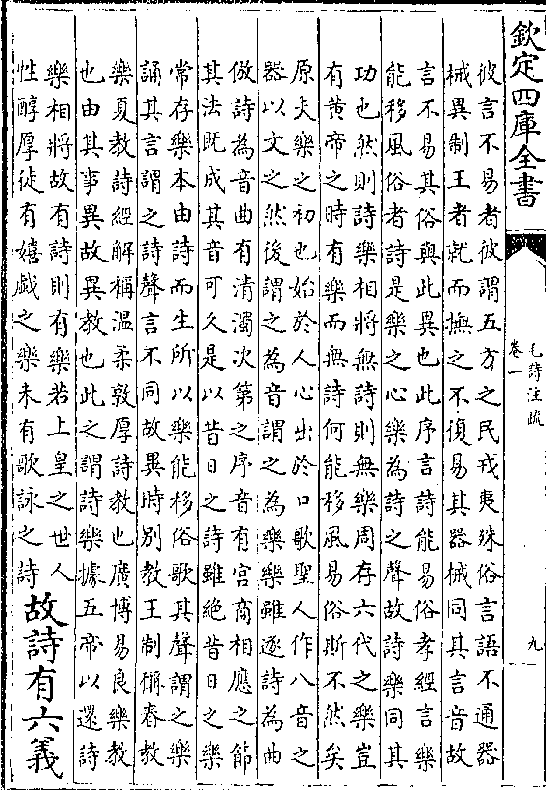 欽定四庫全書
毛詩注疏
卷一
九
彼言不易者彼謂五方之民戎夷殊俗言語不通器
械異制王者就而撫之不復易其器械同其言音故
言不易其俗與此異也此序言詩能易俗孝經言樂
能移風俗者詩是樂之心樂為詩之聲故詩樂同其
功也然則詩樂相將無詩則無樂周存六代之樂豈
有黄帝之時有樂而無詩何能移風易俗斯不然矣
原夫樂之初也始於人心出於口歌聖人作八音之
器以文之然後謂之為音謂之為樂樂雖逐詩為曲
倣詩為音曲有清濁次第之序音有宫商相應之節
其法既成其音可久是以昔日之詩雖絶昔日之樂
常存樂本由詩而生所以樂能移俗歌其聲謂之樂
誦其言謂之詩聲言不同故異時别教王制稱春教
樂夏教詩經解稱溫柔敦厚詩教也廣博易良樂教
也由其事異故異教也此之謂詩樂據五帝以還詩
樂相將故有詩則有樂若上皇之世人
性醇厚徒有嬉戲之樂未有歌詠之詩故詩有六義